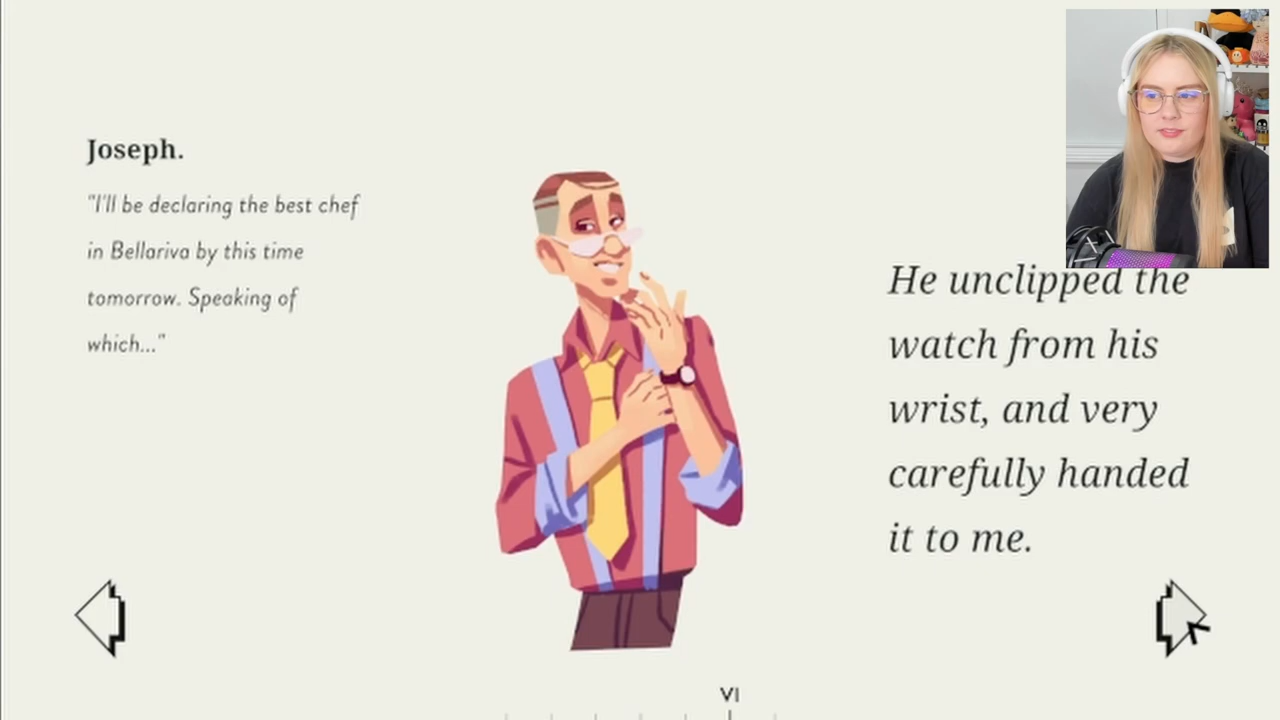 Joseph.
"I'll be declaring the best chef
in Bellariva by this time
tomorrow. Speaking of
which..."
He unclipped the
watch from his
wrist, and very
carefully handed
it to me.
VI